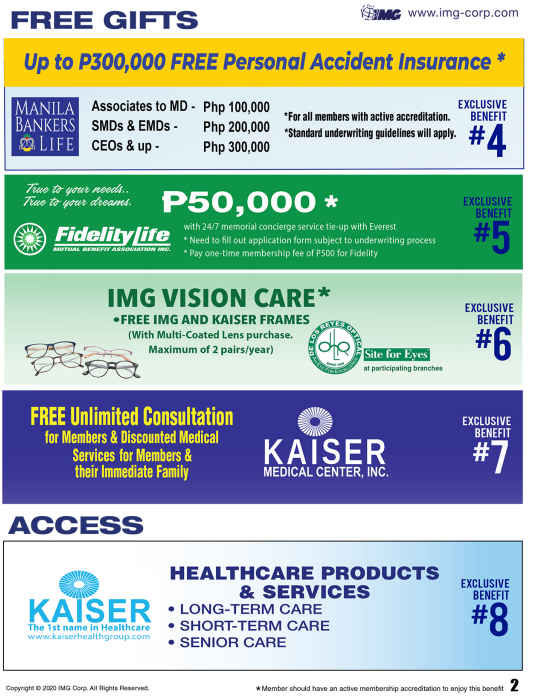 FREE GIFTS
IMG www.img-corp.com
Up to P300,000 FREE Personal Accident Insurance *
MANILA
BANKERS
LIFE
Associates to MD - Php 100,000
SMDs & EMDs - Php 200,000
CEOs & up - Php 300,000
*For all members with active accreditation.
*Standard underwriting guidelines will apply.
EXCLUSIVE
BENEFIT
#4
True to your needs..
True to your dreams.
FidelityLife
MUTUAL BENEFIT ASSOCIATION INC.
₱50,000 *
with 24/7 memorial concierge service tie-up with Everest
* Need to fill out application form subject to underwriting process
* Pay one-time membership fee of P500 for Fidelity
EXCLUSIVE
BENEFIT
#5
IMG VISION CARE*
•FREE IMG AND KAISER FRAMES
(With Multi-Coated Lens purchase.
Maximum of 2 pairs/year)
DE LOS REYES OPTICAL
DLR
Site for Eyes
at participating branches
EXCLUSIVE
BENEFIT
#6
FREE Unlimited Consultation
for Members & Discounted Medical
Services for Members &
their Immediate Family
KAISER
MEDICAL CENTER, INC.
EXCLUSIVE
BENEFIT
#7
ACCESS
KAISER
The 1st name in Healthcare
www.kaiserhealthgroup.com
HEALTHCARE PRODUCTS
& SERVICES
• LONG-TERM CARE
• SHORT-TERM CARE
• SENIOR CARE
EXCLUSIVE
BENEFIT
#8
Copyright © 2020 IMG Corp. All Rights Reserved.
*Member should have an active membership accreditation to enjoy this benefit 2